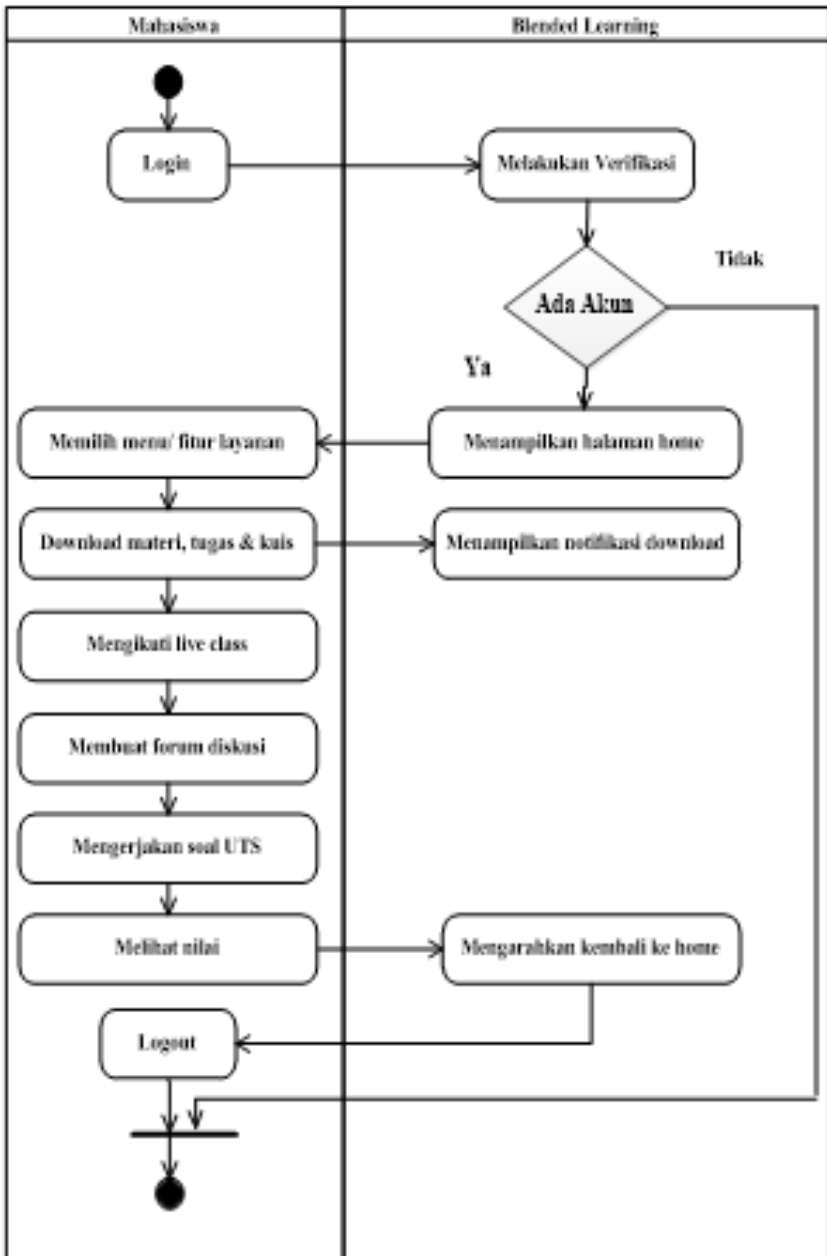 Mahasiswa
Blended Learning
Login
Melakukan Verifikasi
Tidak
Ada Akun
Ya
Memilih menu/ fitur layanan
Menampilkan halaman home
Download materi, tugas & kuis
Menampilkan notifikasi download
Mengikuti live class
Membuat forum diskusi
Mengerjakan soal UTS
Melihat nilai
Mengarahkan kembali ke home
Logout